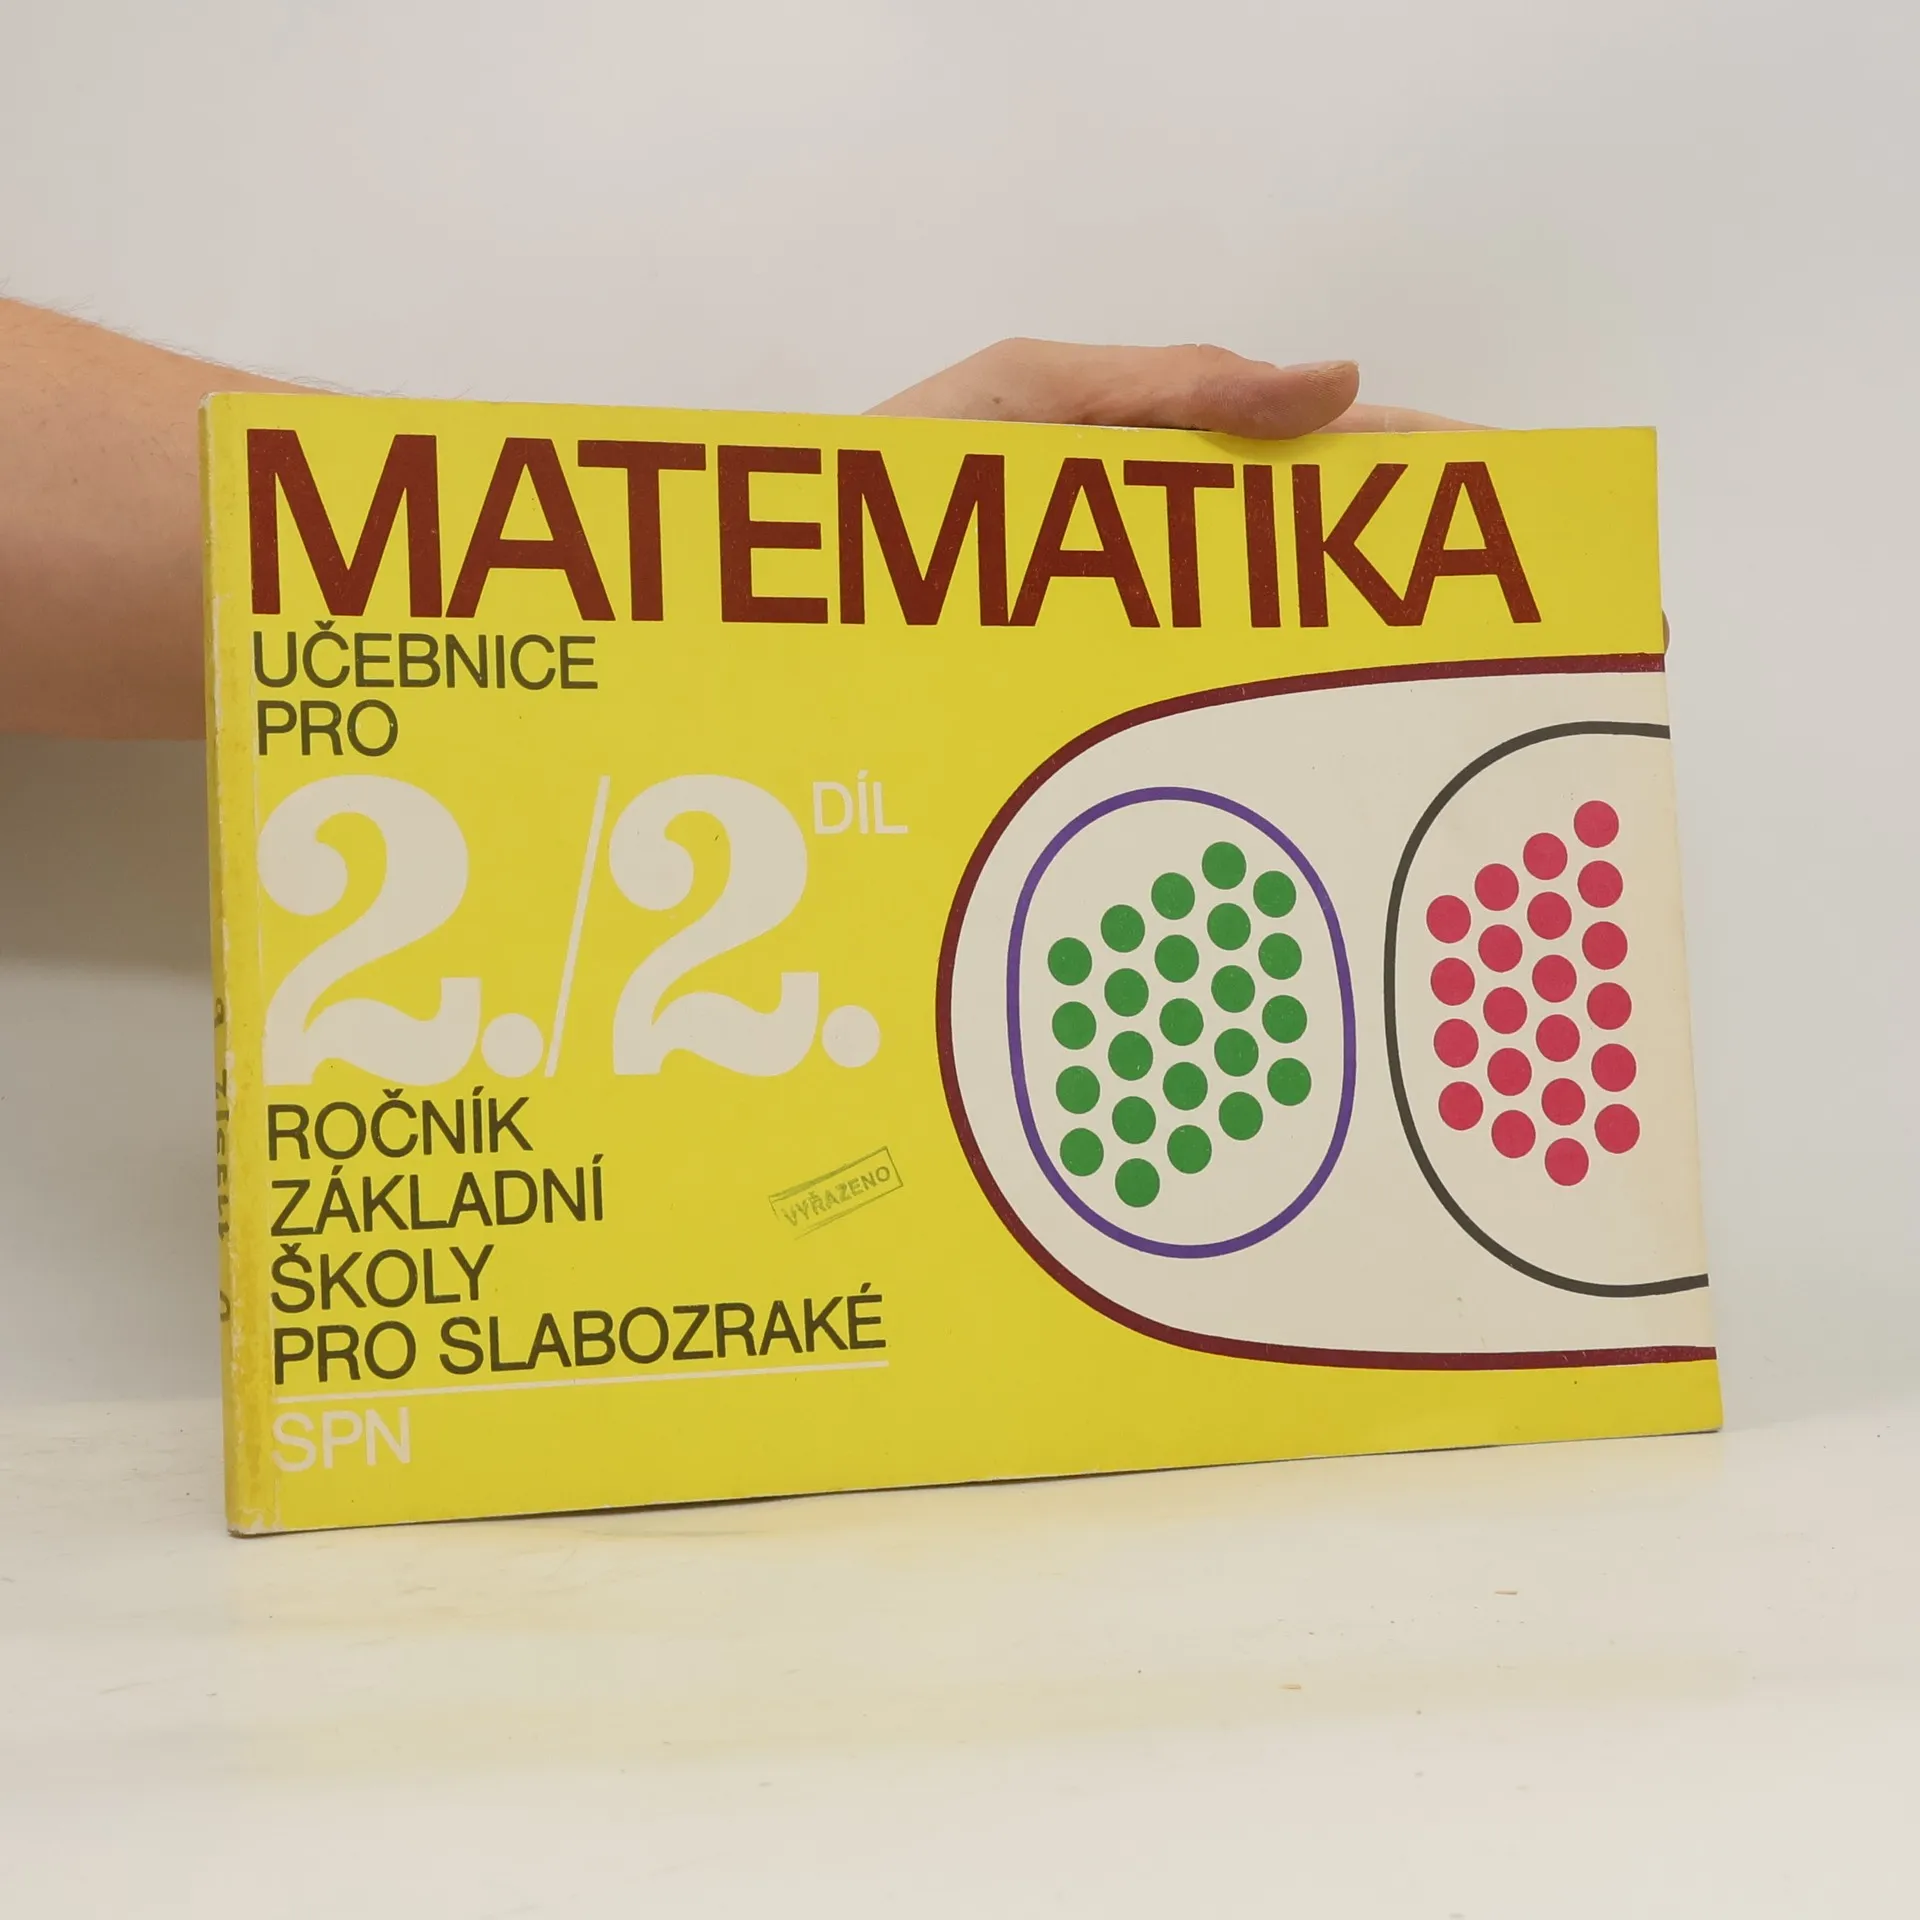 MATEMATIKA
UČEBNICE
PRO
2./2. DÍL
ROČNÍK
ZÁKLADNÍ
ŠKOLY
PRO SLABOZRAKÉ
SPN
VYŘAZENO